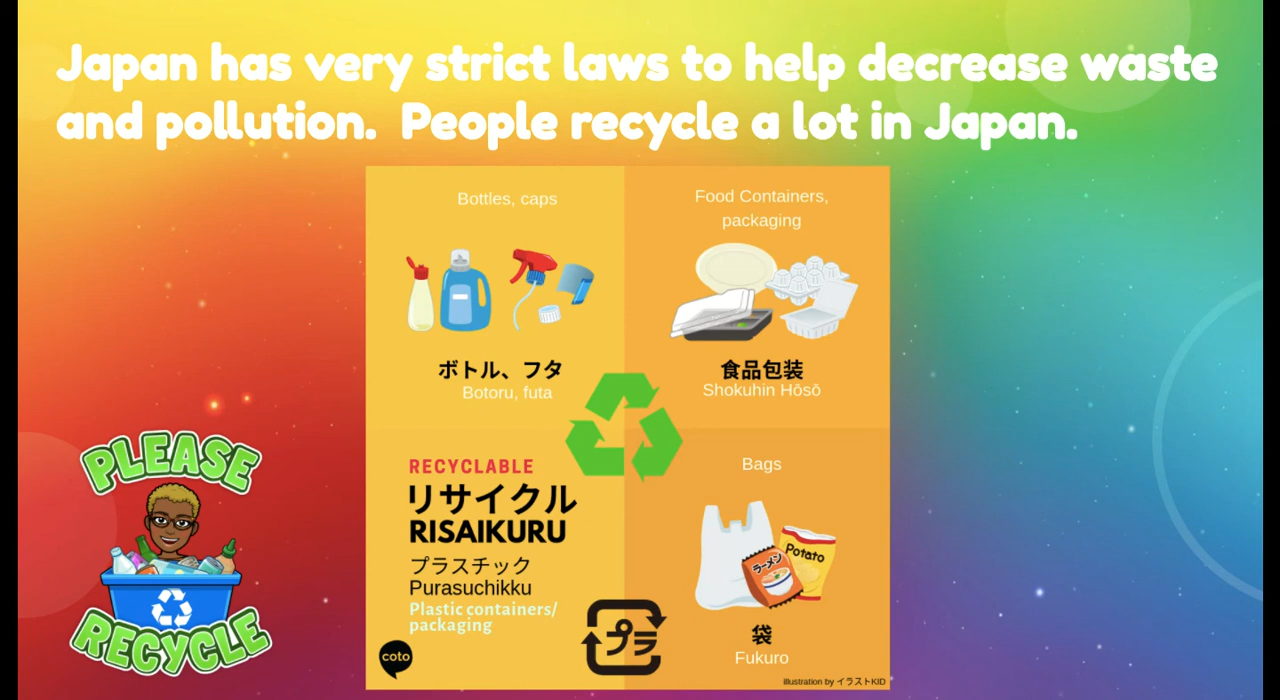 Japan has very strict laws to help decrease waste
and pollution. People recycle a lot in Japan.
Bottles, caps
ボトル、フタ
Botoru, futa
Food Containers,
packaging
食品包装
Shokuhin Hōsō
RECYCLABLE
リサイクル
RISAIKURU
プラスチック
Purasuchikku
Plastic containers/
packaging
coto
プラ
Bags
ラーメン
Potato
袋
Fukuro
illustration by イラストKID
PLEASE
RECYCLE